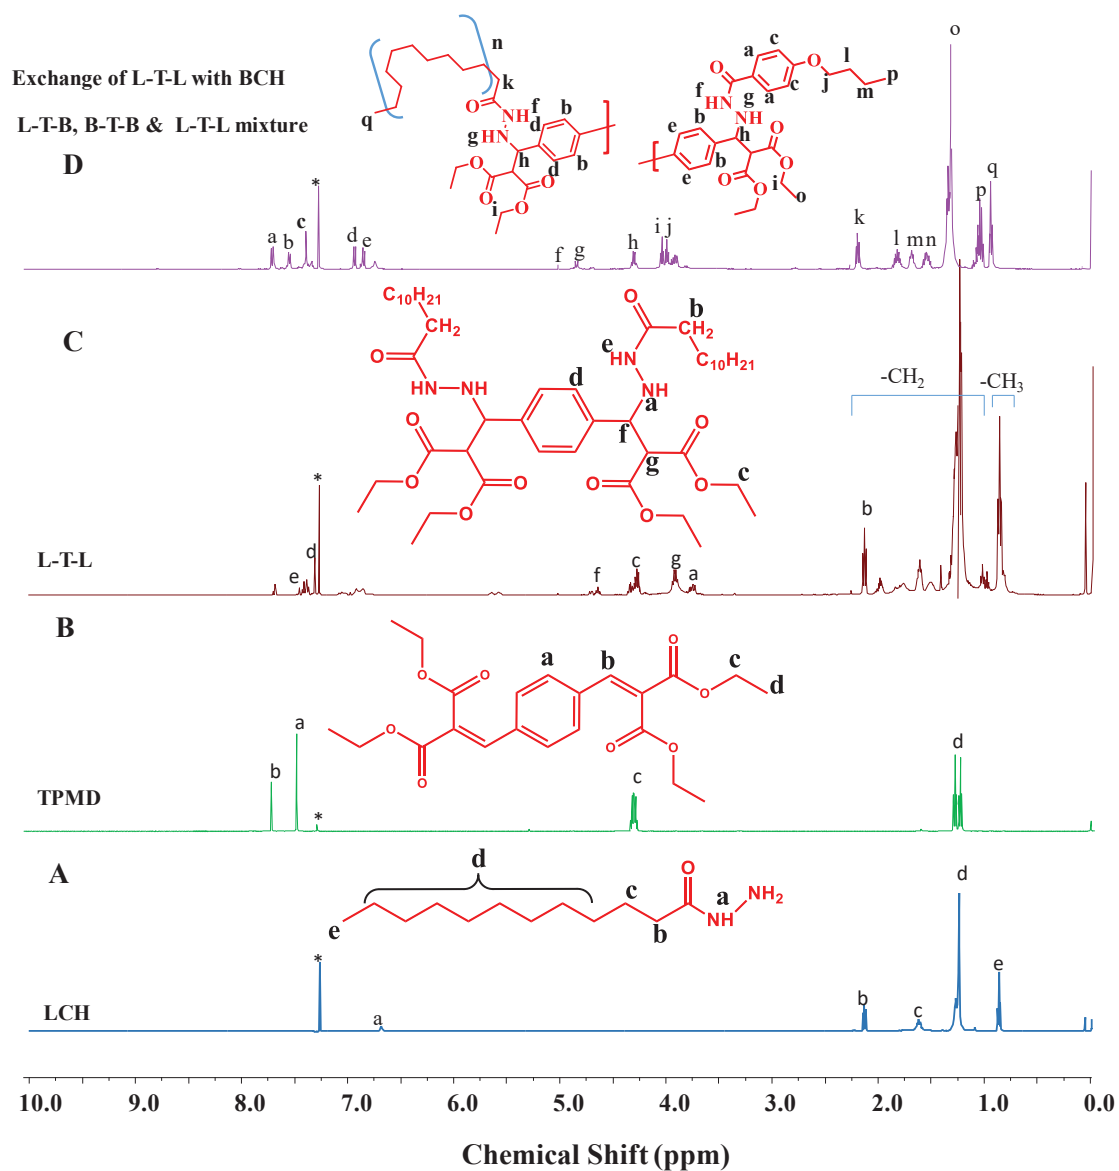 Exchange of L-T-L with BCH
L-T-B, B-T-B & L-T-L mixture
D
n
k
O
NH
f
NH
g
h
d
b
d
b
q
O
O
O
O
i
a
c
O
l
p
j
m
a
c
O
HN
f
g
NH
b
e
h
b
e
O
O
O
O
i
o
*
a
b
c
d
e
f
g
h
i
j
k
l
m
n
o
p
q
C
C₁₀H₂₁
CH₂
O
HN
NH
O
b
CH₂
C₁₀H₂₁
e
HN
NH
a
d
f
g
O
O
O
O
O
O
O
O
c
-CH₂
-CH₃
L-T-L
*
e
d
f
c
g
a
b
B
a
b
c
d
O
O
O
O
O
O
O
O
TPMD
b
a
*
c
d
A
d
c
O
a
NH₂
NH
e
b
LCH
*
a
b
c
d
e
10.0 9.0 8.0 7.0 6.0 5.0 4.0 3.0 2.0 1.0 0.0
Chemical Shift (ppm)